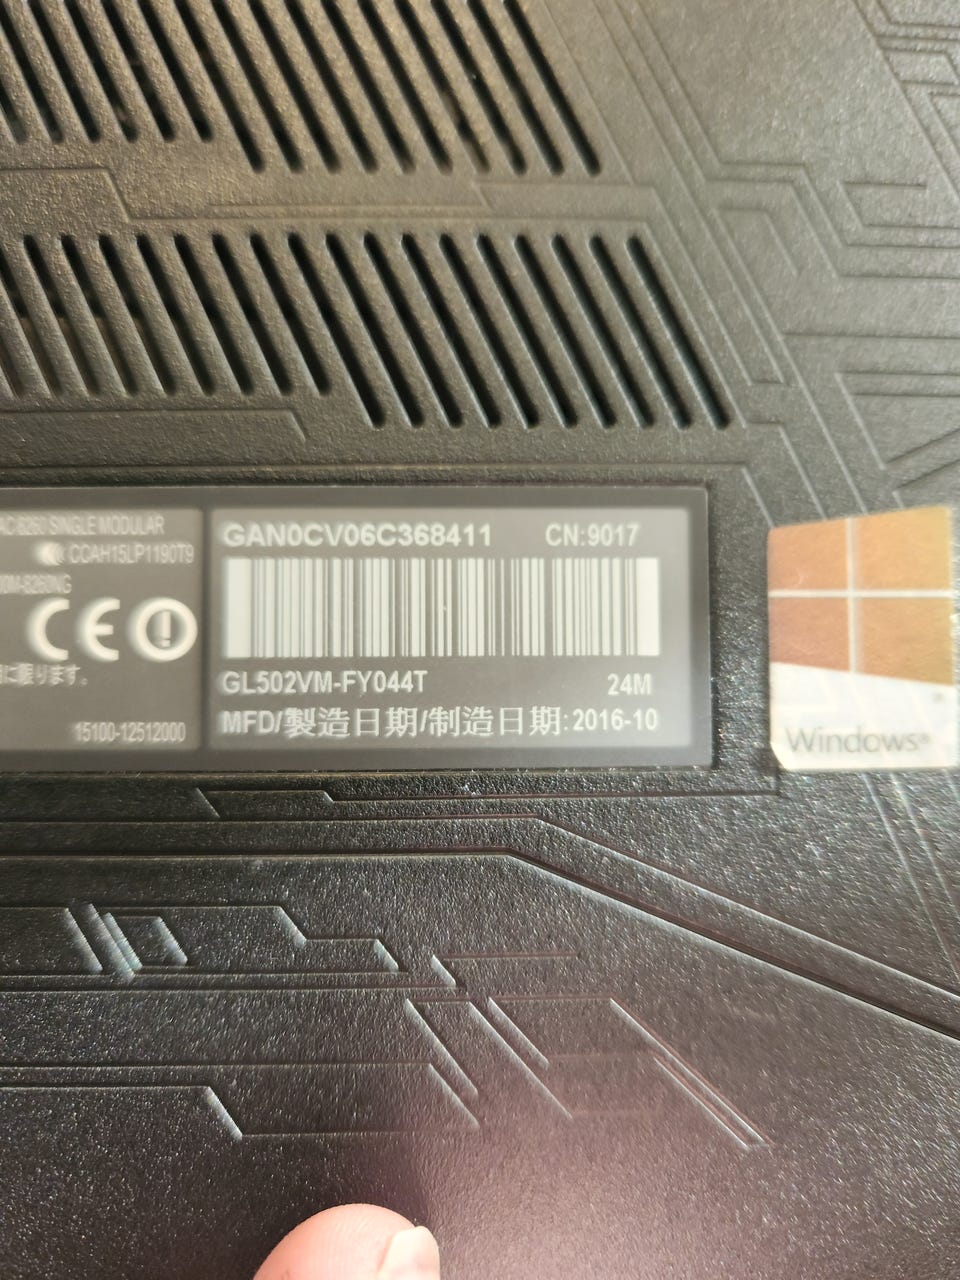 AC 8260 SINGLE MODULAR
CCAH15LP1190T9
に限ります。
15100-12512000
GAN0CV06C368411 CN:9017
GL502VM-FY044T 24M
MFD/製造日期/制造日期:2016-10
Windows®